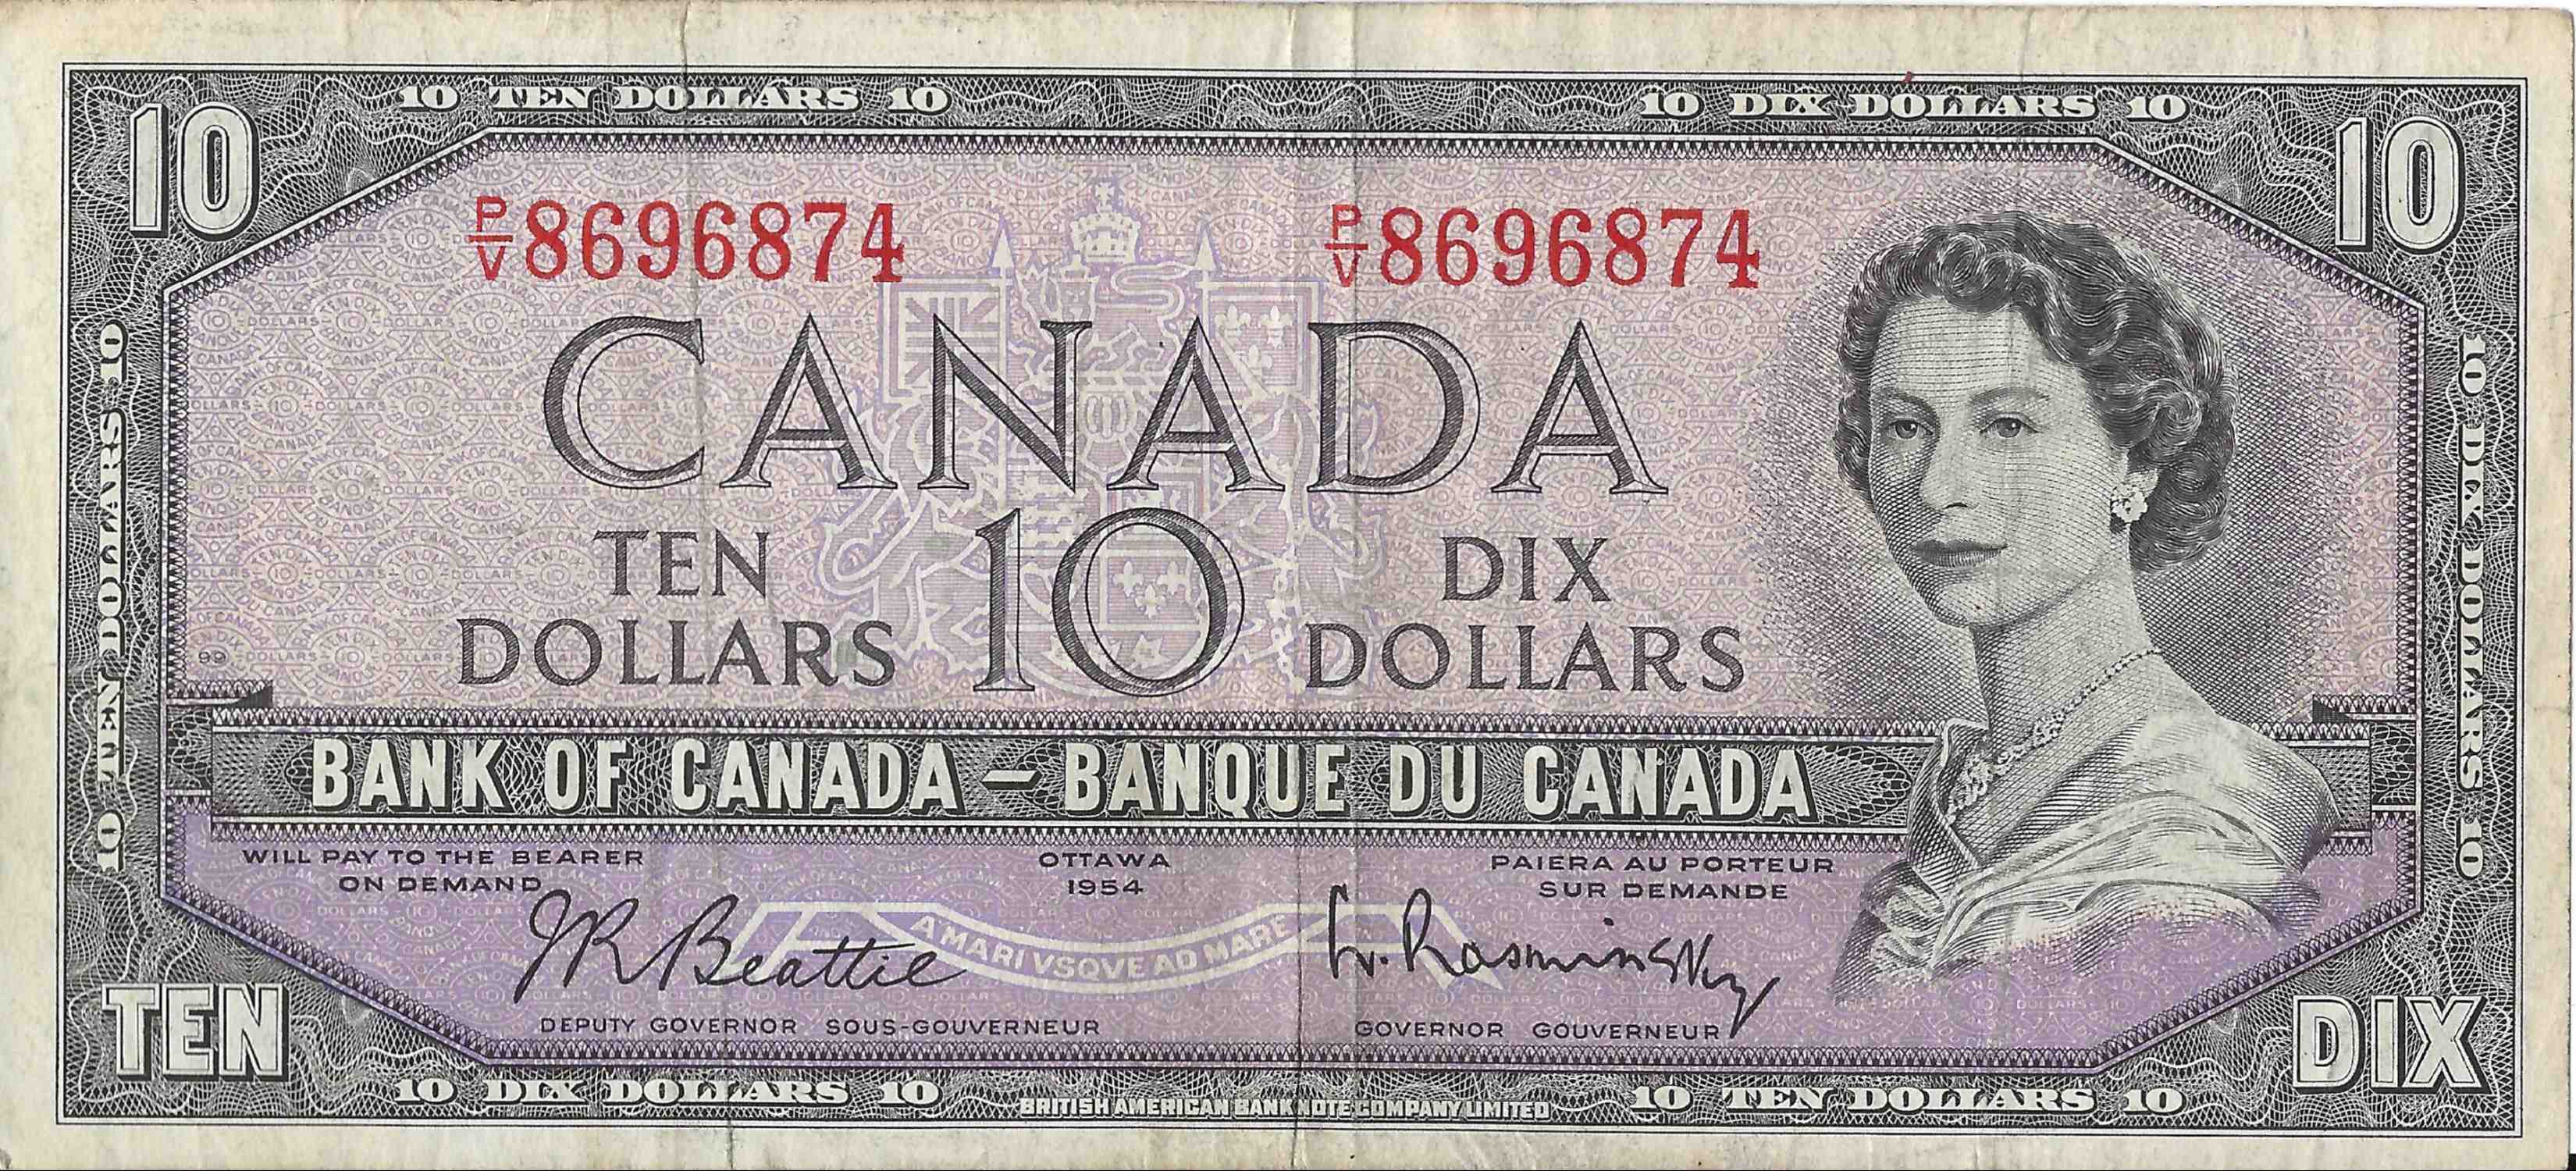 10 TEN DOLLARS 10
10 DIX DOLLARS 10
10
10
P/V 8696874
P/V 8696874
CANADA
TEN DOLLARS
10
DIX DOLLARS
99
10 TEN DOLLARS 10
10 DIX DOLLARS 10
BANK OF CANADA – BANQUE DU CANADA
WILL PAY TO THE BEARER
ON DEMAND
OTTAWA
1954
PAIERA AU PORTEUR
SUR DEMANDE
A MARI VSQVE AD MARE
JR Beattie
L. Rasminsky
DEPUTY GOVERNOR SOUS-GOUVERNEUR
GOVERNOR GOUVERNEUR
TEN
DIX
10 DIX DOLLARS 10
BRITISH AMERICAN BANK NOTE COMPANY LIMITED
10 TEN DOLLARS 10